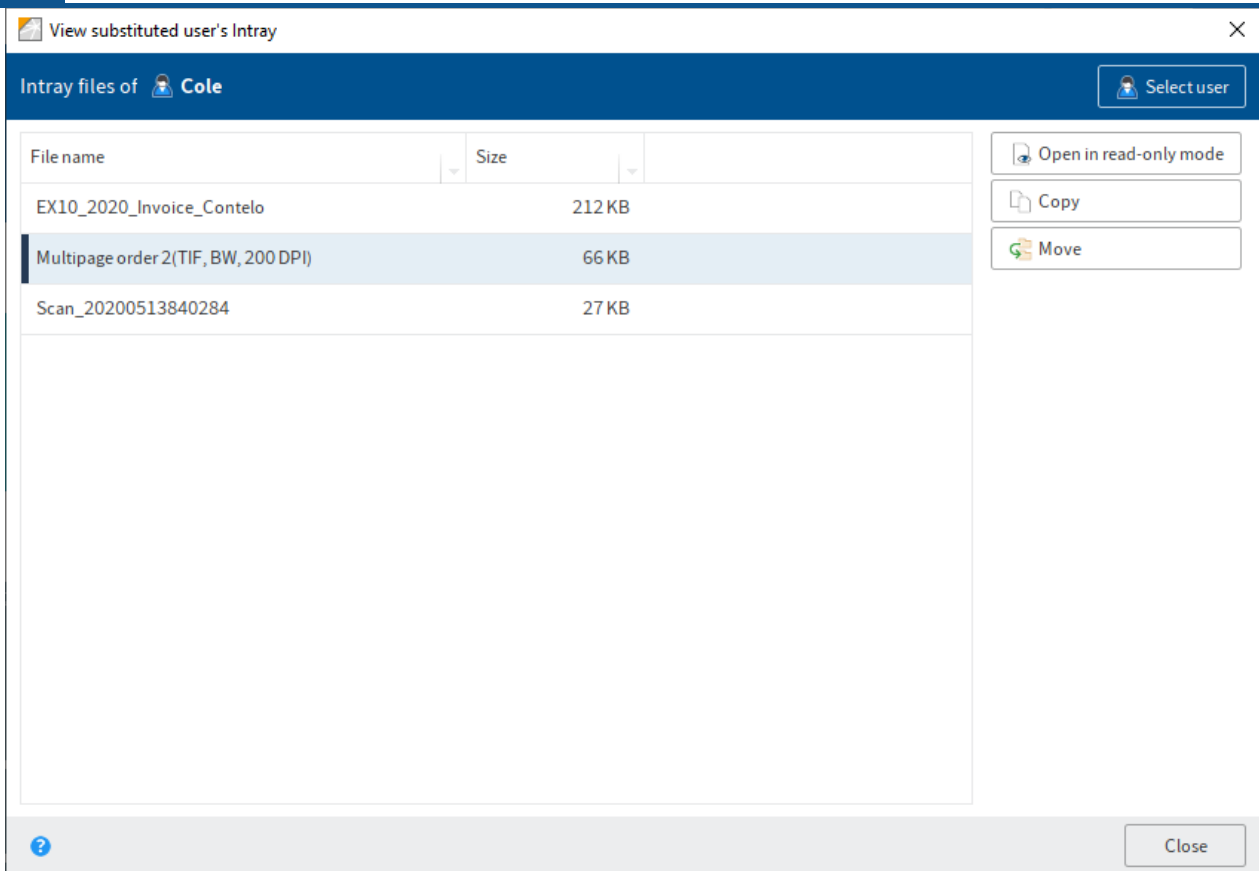 View substituted user's Intray
Intray files of Cole
Select user
File name Size
EX10_2020_Invoice_Contelo 212 KB
Multipage order 2(TIF, BW, 200 DPI) 66 KB
Scan_20200513840284 27 KB
Open in read-only mode
Copy
Move
?
Close